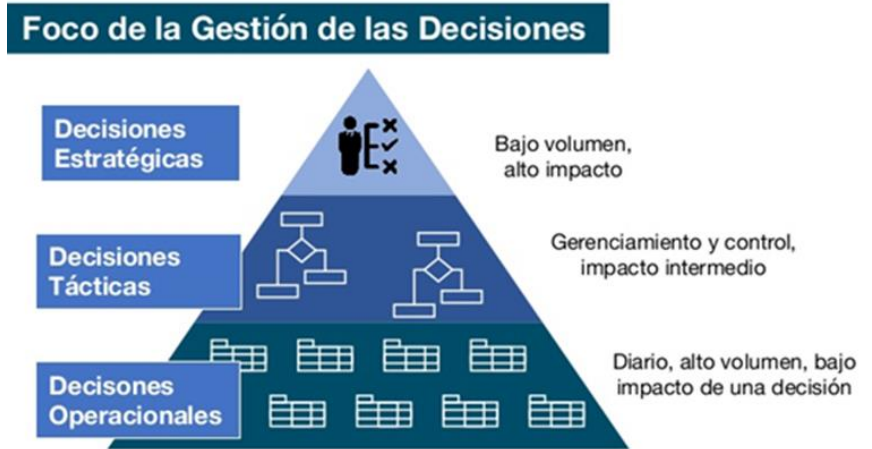 Foco de la Gestión de las Decisiones
Decisiones
Estratégicas
Bajo volumen,
alto impacto
Decisiones
Tácticas
Gerenciamiento y control,
impacto intermedio
Decisones
Operacionales
Diario, alto volumen, bajo
impacto de una decisión